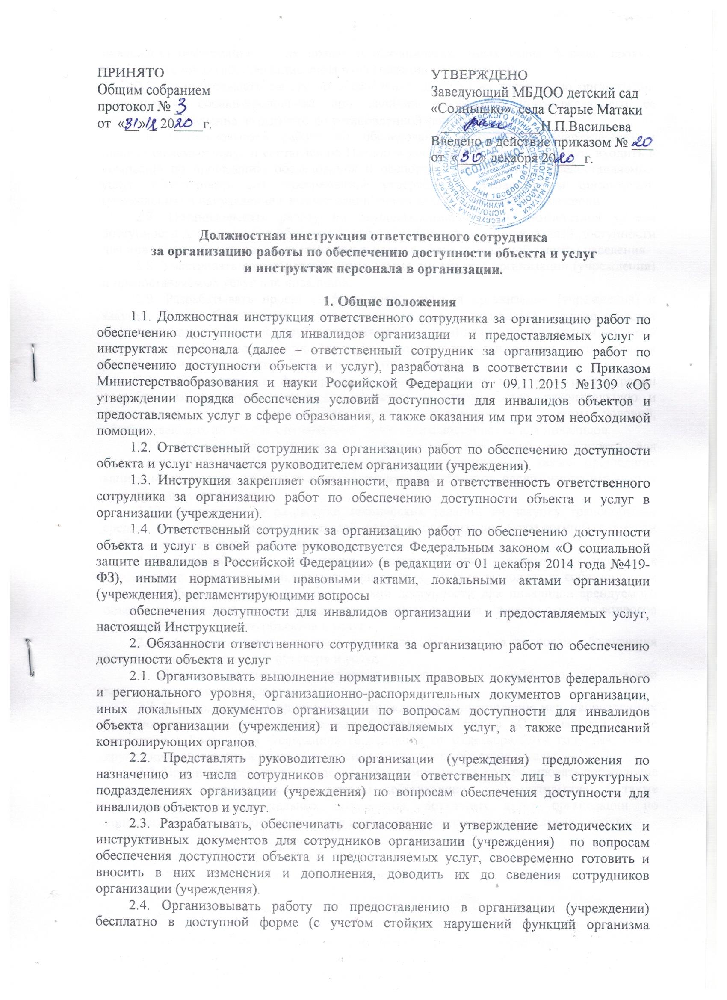 ПРИНЯТО
Общим собранием
протокол № 3
от «31» 12 2020 г.
УТВЕРЖДЕНО
Заведующий МБДОО детский сад
«Солнышко» села Старые Матаки
Н.П.Васильева
Введено в действие приказом № 20
от «30» декабря 2020 г.
«ДЕТСКИЙ
САД
"СОЛНЫШКО"
АЛЬКЕЕВСКОГО
МУНИЦИПАЛЬНОГО
РАЙОНА РТ
ИНН 1606001967
Должностная инструкция ответственного сотрудника
за организацию работы по обеспечению доступности объекта и услуг
и инструктаж персонала в организации.
1. Общие положения
1.1. Должностная инструкция ответственного сотрудника за организацию работ по
обеспечению доступности для инвалидов организации и предоставляемых услуг и
инструктаж персонала (далее – ответственный сотрудник за организацию работ по
обеспечению доступности объекта и услуг), разработана в соответствии с Приказом
Министерстваобразования и науки Российской Федерации от 09.11.2015 №1309 «Об
утверждении порядка обеспечения условий доступности для инвалидов объектов и
предоставляемых услуг в сфере образования, а также оказания им при этом необходимой
помощи».
1.2. Ответственный сотрудник за организацию работ по обеспечению доступности
объекта и услуг назначается руководителем организации (учреждения).
1.3. Инструкция закрепляет обязанности, права и ответственность ответственного
сотрудника за организацию работ по обеспечению доступности объекта и услуг в
организации (учреждении).
1.4. Ответственный сотрудник за организацию работ по обеспечению доступности
объекта и услуг в своей работе руководствуется Федеральным законом «О социальной
защите инвалидов в Российской Федерации» (в редакции от 01 декабря 2014 года №419-
ФЗ), иными нормативными правовыми актами, локальными актами организации
(учреждения), регламентирующими вопросы
обеспечения доступности для инвалидов организации и предоставляемых услуг,
настоящей Инструкцией.
2. Обязанности ответственного сотрудника за организацию работ по обеспечению
доступности объекта и услуг
2.1. Организовывать выполнение нормативных правовых документов федерального
и регионального уровня, организационно-распорядительных документов организации,
иных локальных документов организации по вопросам доступности для инвалидов
объекта организации (учреждения) и предоставляемых услуг, а также предписаний
контролирующих органов.
2.2. Представлять руководителю организации (учреждения) предложения по
назначению из числа сотрудников организации ответственных лиц в структурных
подразделениях организации (учреждения) по вопросам обеспечения доступности для
инвалидов объектов и услуг.
2.3. Разрабатывать, обеспечивать согласование и утверждение методических и
инструктивных документов для сотрудников организации (учреждения) по вопросам
обеспечения доступности объекта и предоставляемых услуг, своевременно готовить и
вносить в них изменения и дополнения, доводить их до сведения сотрудников
организации (учреждения).
2.4. Организовывать работу по предоставлению в организации (учреждении)
бесплатно в доступной форме (с учетом стойких нарушений функций организма